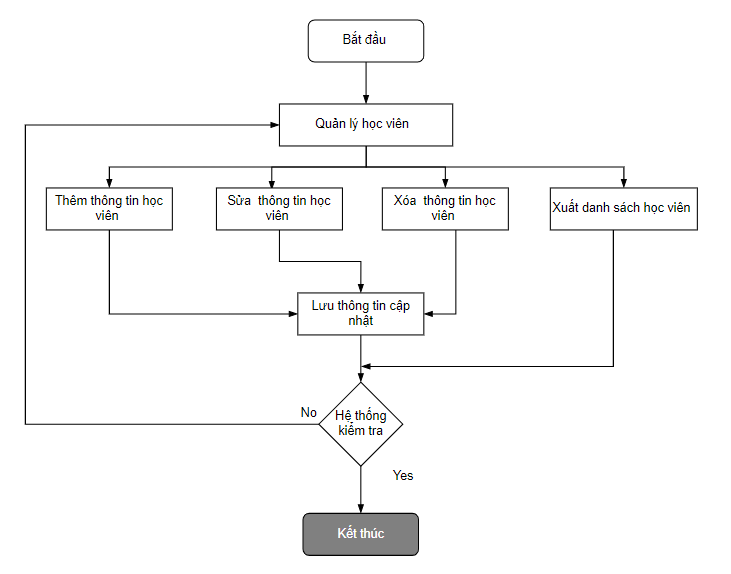 Bắt đầu
Quản lý học viên
Thêm thông tin học
viên
Sửa thông tin học
viên
Xóa thông tin học
viên
Xuất danh sách học viên
Lưu thông tin cập
nhật
No
Hệ thống
kiểm tra
Yes
Kết thúc